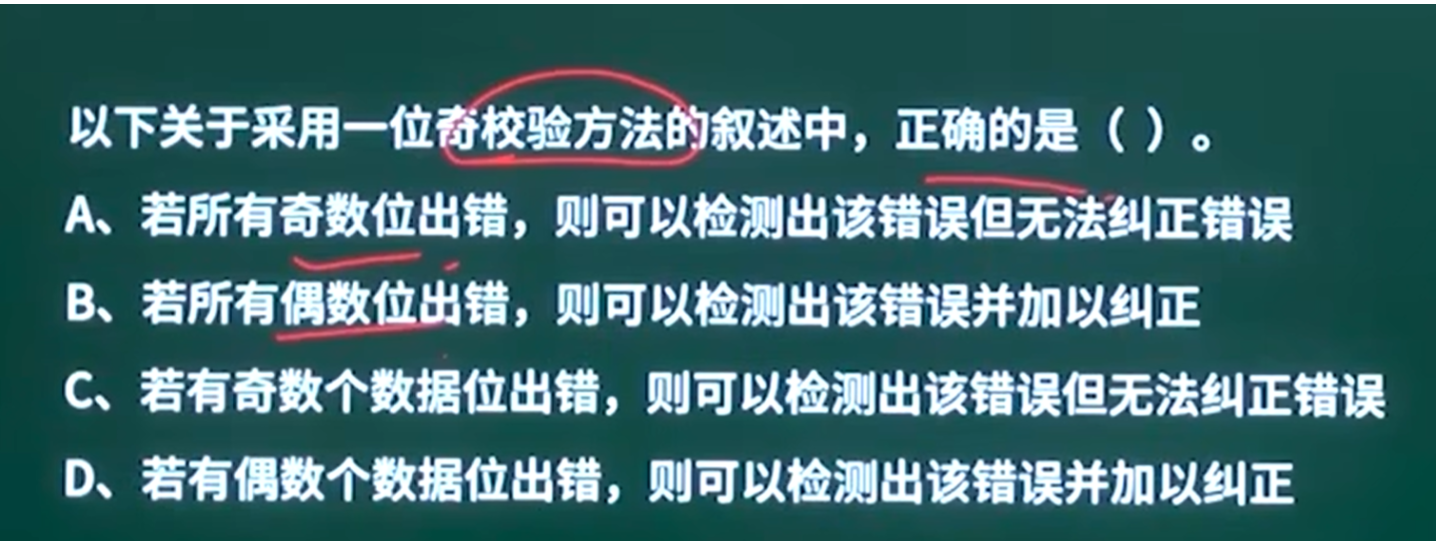 以下关于采用一位奇校验方法的叙述中，正确的是（ ）。
A、若所有奇数位出错，则可以检测出该错误但无法纠正错误
B、若所有偶数位出错，则可以检测出该错误并加以纠正
C、若有奇数个数据位出错，则可以检测出该错误但无法纠正错误
D、若有偶数个数据位出错，则可以检测出该错误并加以纠正